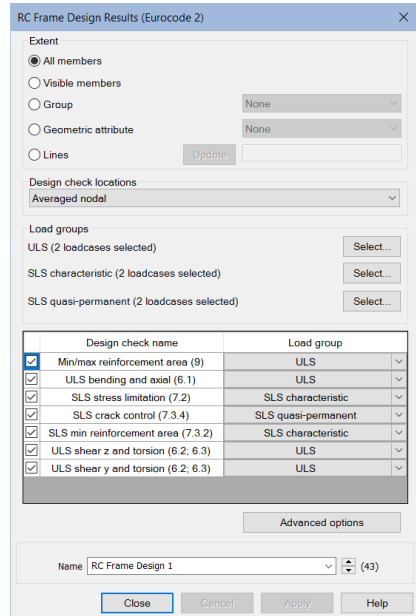 RC Frame Design Results (Eurocode 2)
Extent
All members
Visible members
Group None
Geometric attribute None
Lines Update
Design check locations
Averaged nodal
Load groups
ULS (2 loadcases selected) Select...
SLS characteristic (2 loadcases selected) Select...
SLS quasi-permanent (2 loadcases selected) Select...
Design check name Load group
Min/max reinforcement area (9) ULS
ULS bending and axial (6.1) ULS
SLS stress limitation (7.2) SLS characteristic
SLS crack control (7.3.4) SLS quasi-permanent
SLS min reinforcement area (7.3.2) SLS characteristic
ULS shear z and torsion (6.2; 6.3) ULS
ULS shear y and torsion (6.2; 6.3) ULS
Advanced options
Name RC Frame Design 1 (43)
Close Cancel Apply Help